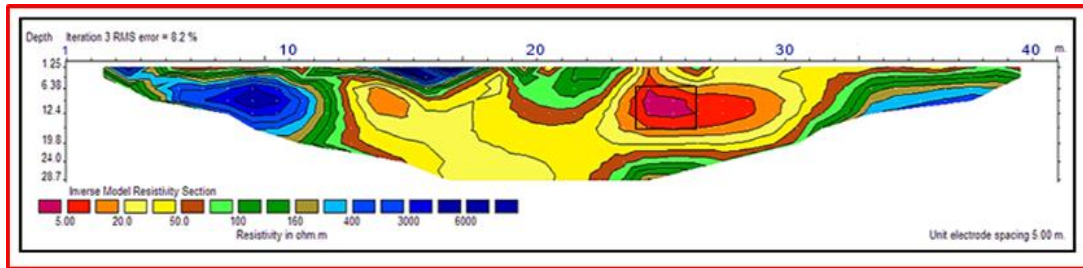 Depth Iteration 3 RMS error = 8.2 %
1 10 20 30 40 m.
1.25
6.38
12.4
19.8
24.0
28.7
Inverse Model Resistivity Section
5.00 20.0 50.0 100 160 400 3000 6000
Resistivity in ohm.m
Unit electrode spacing 5.00 m.